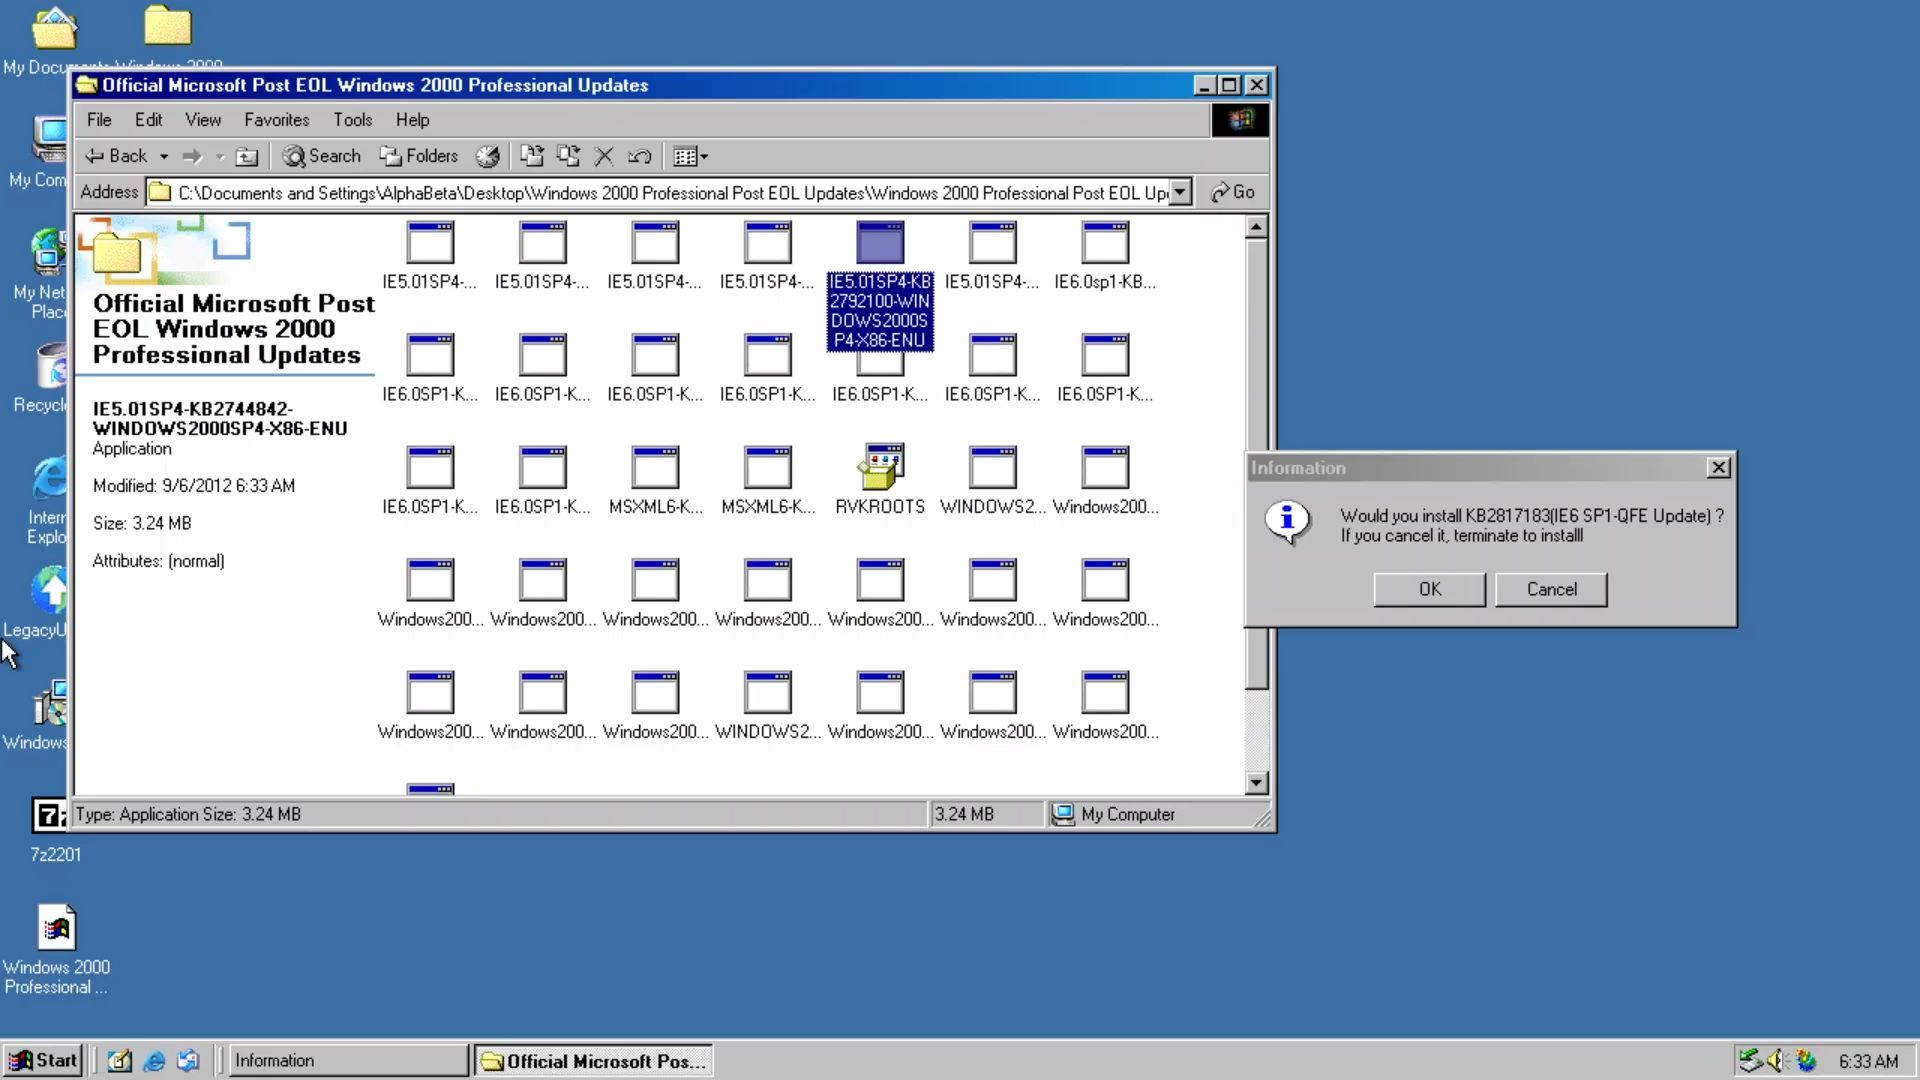 My Docu
Official Microsoft Post EOL Windows 2000 Professional Updates
File Edit View Favorites Tools Help
Back Search Folders
Address C:\Documents and Settings\AlphaBeta\Desktop\Windows 2000 Professional Post EOL Updates\Windows 2000 Professional Post EOL Up
Go
My Com
My Net
Place
Recycle
Intern
Explo
LegacyU
Windows
7z2201
Windows 2000
Professional ...
Official Microsoft Post
EOL Windows 2000
Professional Updates
IE5.01SP4-KB2744842-
WINDOWS2000SP4-X86-ENU
Application
Modified: 9/6/2012 6:33 AM
Size: 3.24 MB
Attributes: (normal)
IE5.01SP4-... IE5.01SP4-... IE5.01SP4-... IE5.01SP4-... IE5.01SP4-KB IE5.01SP4-... IE6.0sp1-KB...
2792100-WIN
DOWS2000S
P4-X86-ENU
IE6.0SP1-K... IE6.0SP1-K... IE6.0SP1-K... IE6.0SP1-K... IE6.0SP1-K... IE6.0SP1-K... IE6.0SP1-K...
IE6.0SP1-K... IE6.0SP1-K... MSXML6-K... MSXML6-K... RVKROOTS WINDOWS2... Windows200...
Windows200... Windows200... Windows200... Windows200... Windows200... Windows200... Windows200...
Windows200... Windows200... Windows200... WINDOWS2... Windows200... Windows200... Windows200...
Type: Application Size: 3.24 MB
3.24 MB
My Computer
Information
Would you install KB2817183(IE6 SP1-QFE Update) ?
If you cancel it, terminate to installl
OK Cancel
Start
Information
Official Microsoft Pos...
6:33 AM